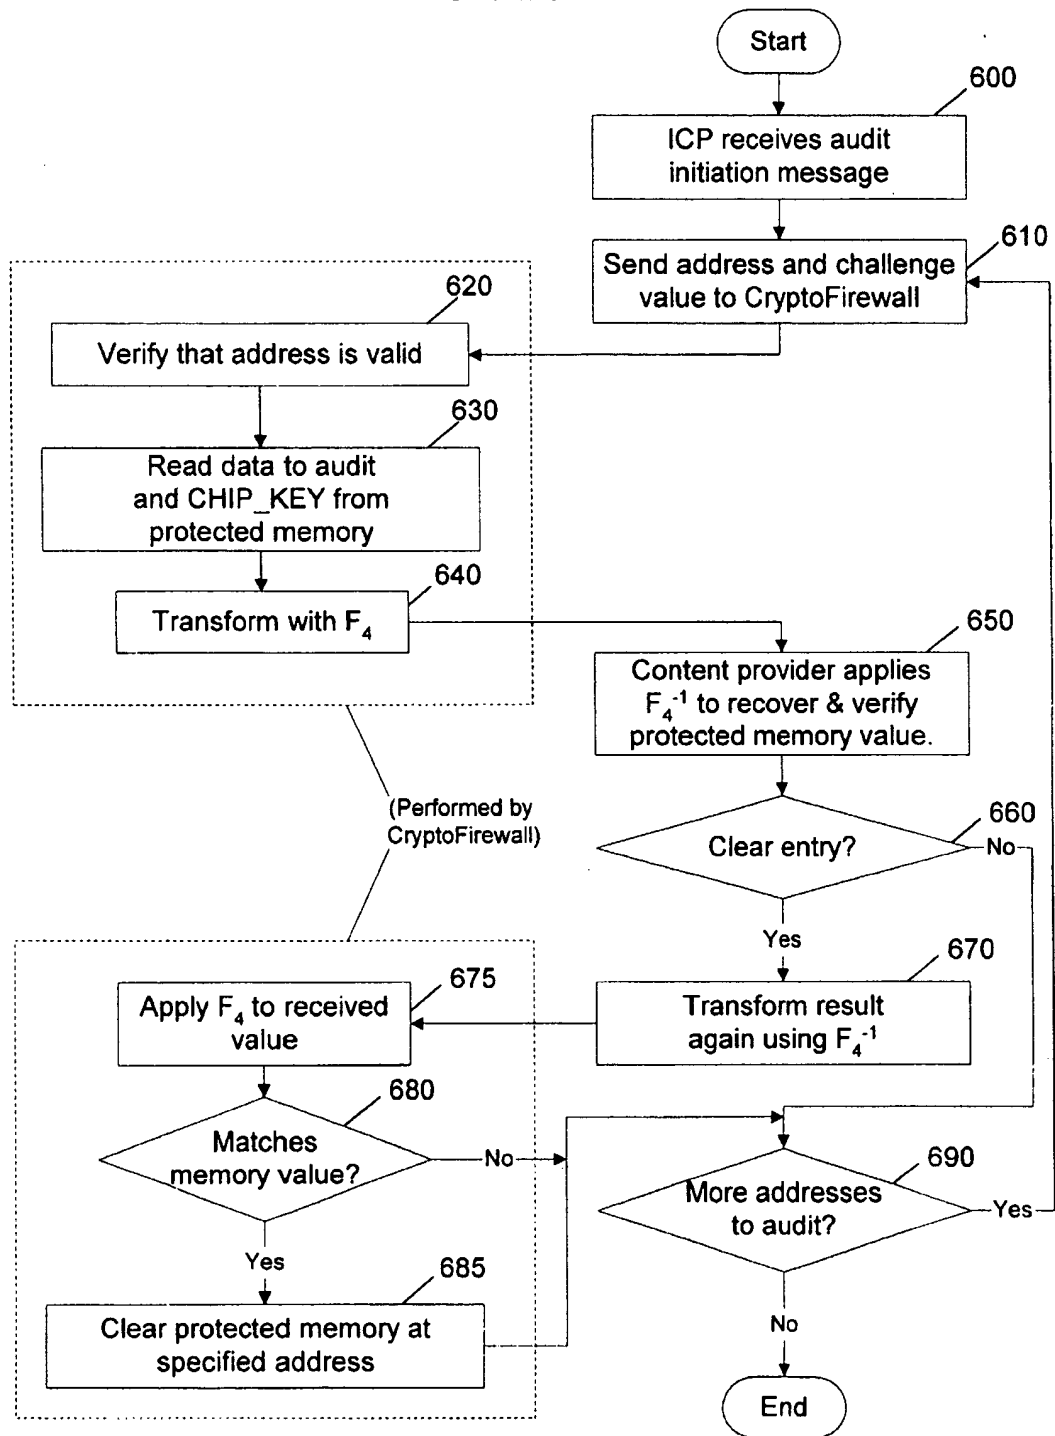 Start
600
ICP receives audit
initiation message
610
Send address and challenge
value to CryptoFirewall
620
Verify that address is valid
630
Read data to audit
and CHIP_KEY from
protected memory
640
Transform with F₄
650
Content provider applies
F₄⁻¹ to recover & verify
protected memory value.
(Performed by
CryptoFirewall)
660
Clear entry?
No
Yes
670
Transform result
again using F₄⁻¹
675
Apply F₄ to received
value
680
Matches
memory value?
No
Yes
685
Clear protected memory at
specified address
690
More addresses
to audit?
Yes
No
End